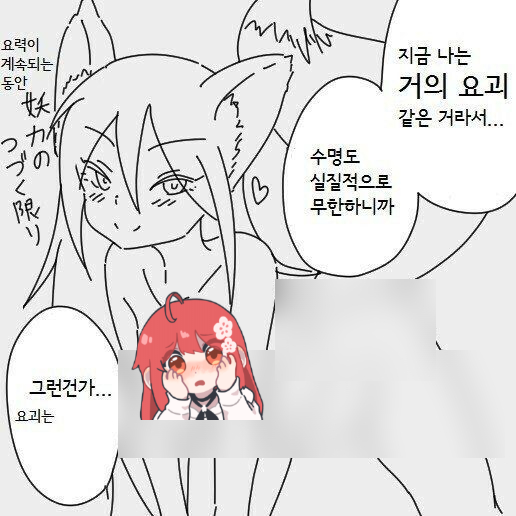 지금 나는
거의 요괴
같은 거라서...
수명도
실질적으로
무한하니까
요력이
계속되는
동안
妖力の
つづく限り
그런건가...
요괴는